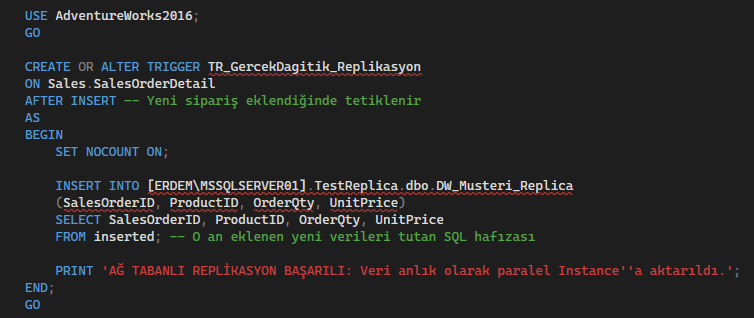 USE AdventureWorks2016;
GO
CREATE OR ALTER TRIGGER TR_GercekDagitik_Replikasyon
ON Sales.SalesOrderDetail
AFTER INSERT -- Yeni sipariş eklendiğinde tetiklenir
AS
BEGIN
SET NOCOUNT ON;
INSERT INTO [ERDEM\MSSQLSERVER01].TestReplica.dbo.DW_Musteri_Replica
(SalesOrderID, ProductID, OrderQty, UnitPrice)
SELECT SalesOrderID, ProductID, OrderQty, UnitPrice
FROM inserted; -- O an eklenen yeni verileri tutan SQL hafızası
PRINT 'AĞ TABANLI REPLİKASYON BAŞARILI: Veri anlık olarak paralel Instance''a aktarıldı.';
END;
GO